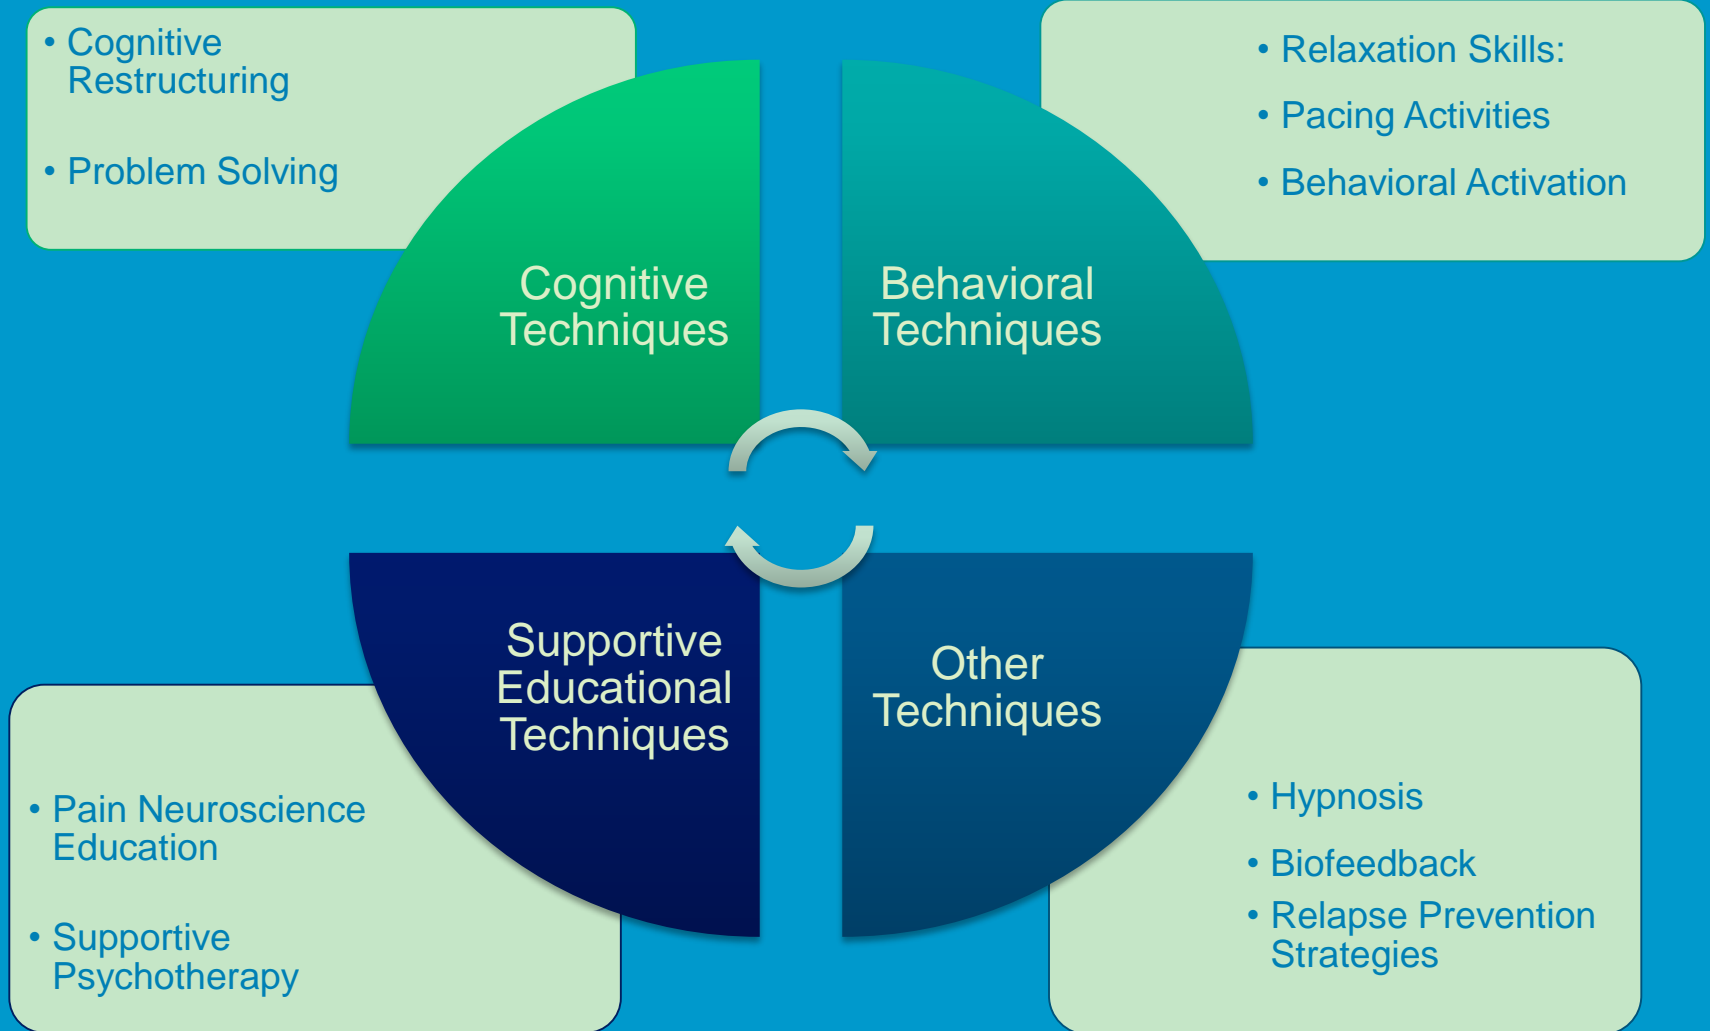 • Cognitive
Restructuring
• Problem Solving
Cognitive
Techniques
• Relaxation Skills:
• Pacing Activities
• Behavioral Activation
Behavioral
Techniques
Supportive
Educational
Techniques
• Pain Neuroscience
Education
• Supportive
Psychotherapy
Other
Techniques
• Hypnosis
• Biofeedback
• Relapse Prevention
Strategies